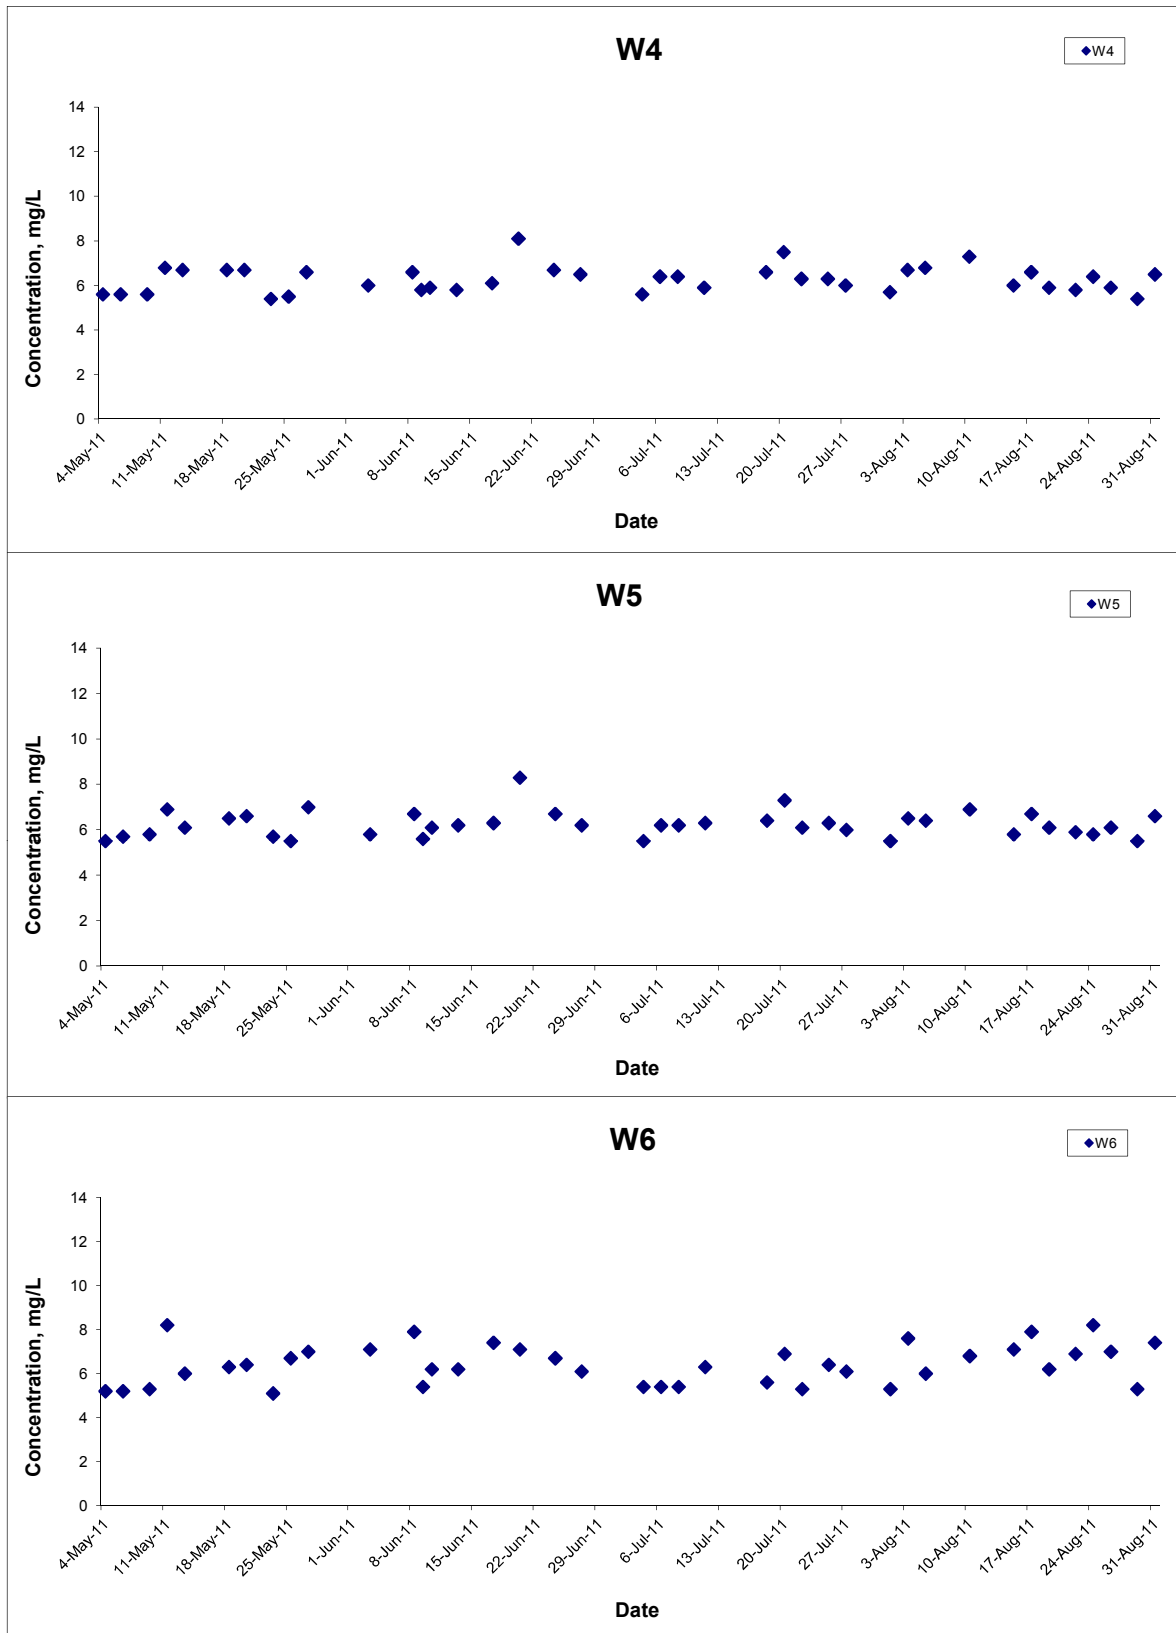 W4
W4
14
12
10
8
6
4
2
0
Concentration, mg/L
4-May-11
11-May-11
18-May-11
25-May-11
1-Jun-11
8-Jun-11
15-Jun-11
22-Jun-11
29-Jun-11
6-Jul-11
13-Jul-11
20-Jul-11
27-Jul-11
3-Aug-11
10-Aug-11
17-Aug-11
24-Aug-11
31-Aug-11
Date
W5
W5
14
12
10
8
6
4
2
0
Concentration, mg/L
4-May-11
11-May-11
18-May-11
25-May-11
1-Jun-11
8-Jun-11
15-Jun-11
22-Jun-11
29-Jun-11
6-Jul-11
13-Jul-11
20-Jul-11
27-Jul-11
3-Aug-11
10-Aug-11
17-Aug-11
24-Aug-11
31-Aug-11
Date
W6
W6
14
12
10
8
6
4
2
0
Concentration, mg/L
4-May-11
11-May-11
18-May-11
25-May-11
1-Jun-11
8-Jun-11
15-Jun-11
22-Jun-11
29-Jun-11
6-Jul-11
13-Jul-11
20-Jul-11
27-Jul-11
3-Aug-11
10-Aug-11
17-Aug-11
24-Aug-11
31-Aug-11
Date